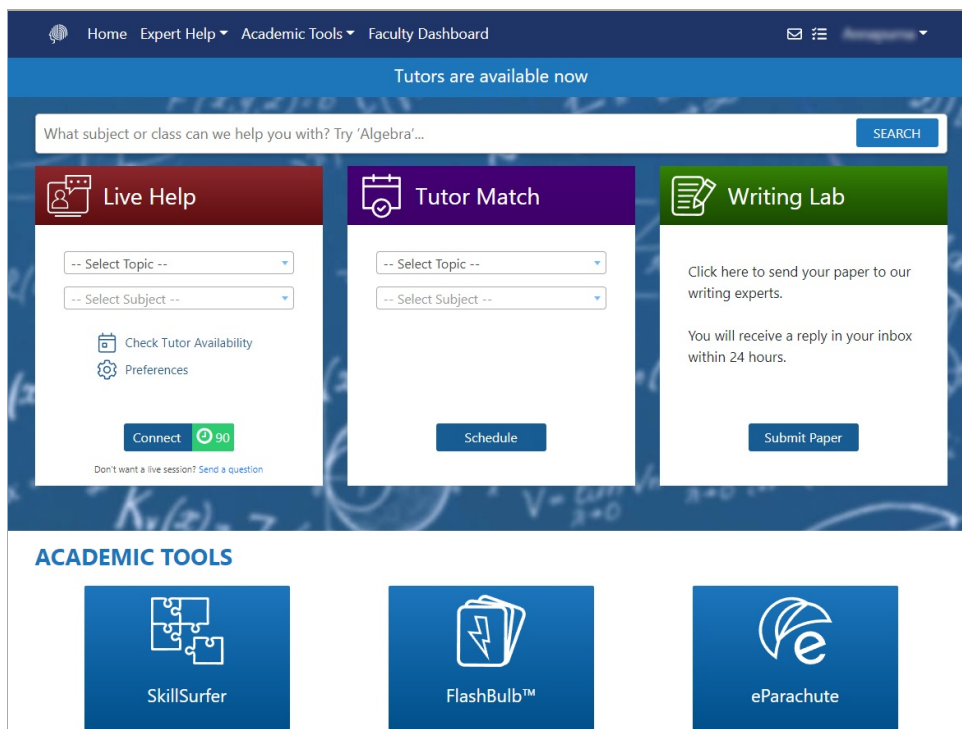 Home Expert Help Academic Tools Faculty Dashboard
Tutors are available now
What subject or class can we help you with? Try 'Algebra'...
SEARCH
Live Help
-- Select Topic --
-- Select Subject --
Check Tutor Availability
Preferences
Connect 90
Don't want a live session? Send a question
Tutor Match
-- Select Topic --
-- Select Subject --
Schedule
Writing Lab
Click here to send your paper to our
writing experts.
You will receive a reply in your inbox
within 24 hours.
Submit Paper
ACADEMIC TOOLS
SkillSurfer
FlashBulb™
e
eParachute